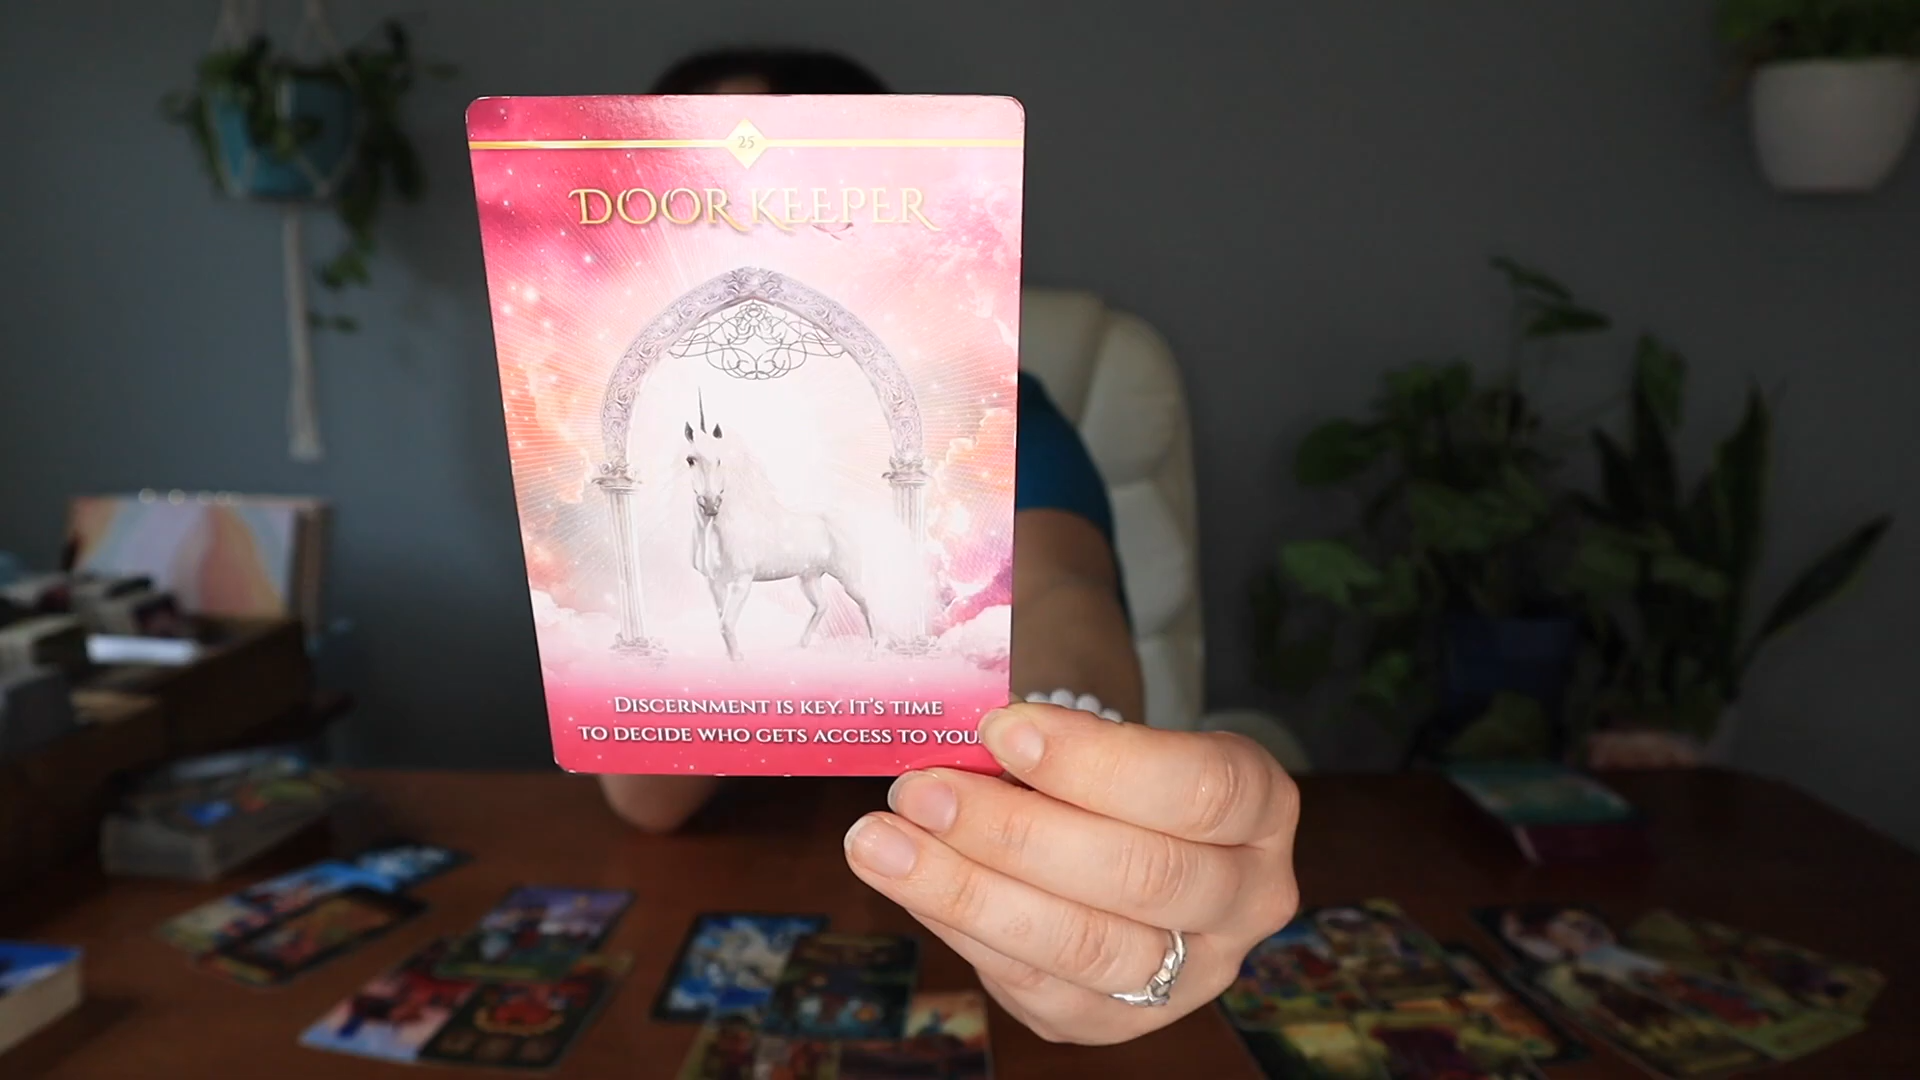 25
DOOR KEEPER
DISCERNMENT IS KEY. IT'S TIME
TO DECIDE WHO GETS ACCESS TO YOU.